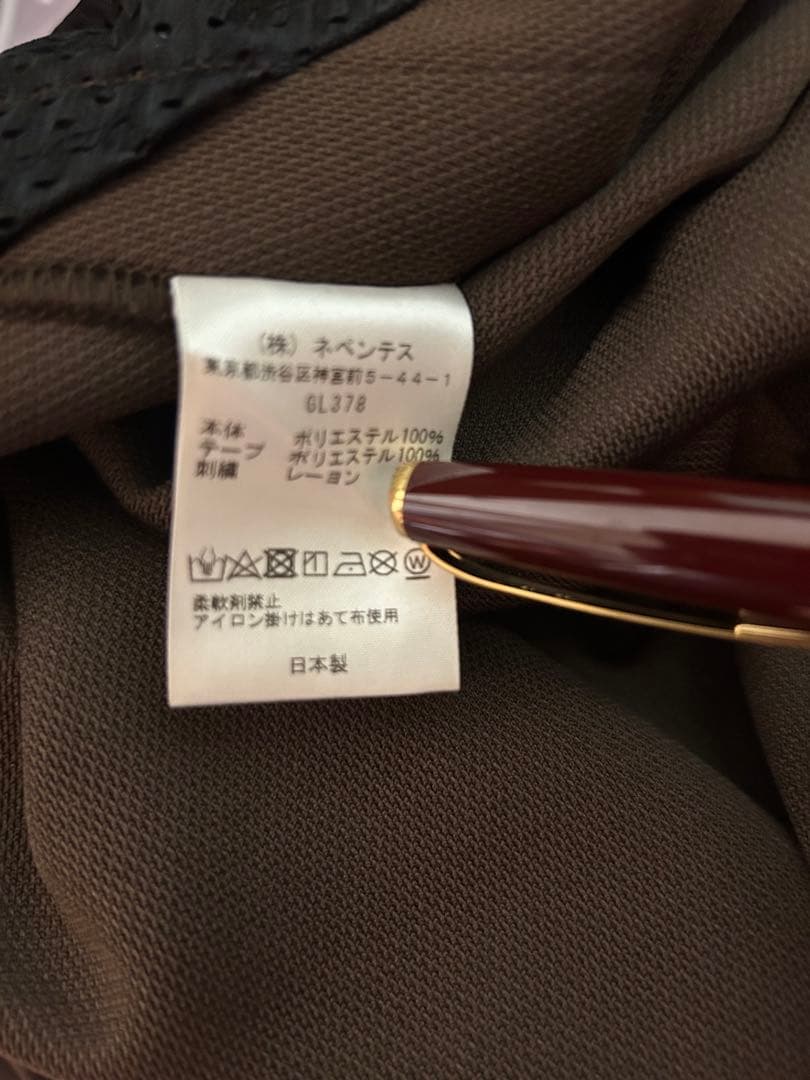 (株) ネペンテス
東京都渋谷区神宮前5-44-1
GL378
本体 ポリエステル100%
テープ ポリエステル100%
刺繍 レーヨン
W
柔軟剤禁止
アイロン掛けはあて布使用
日本製